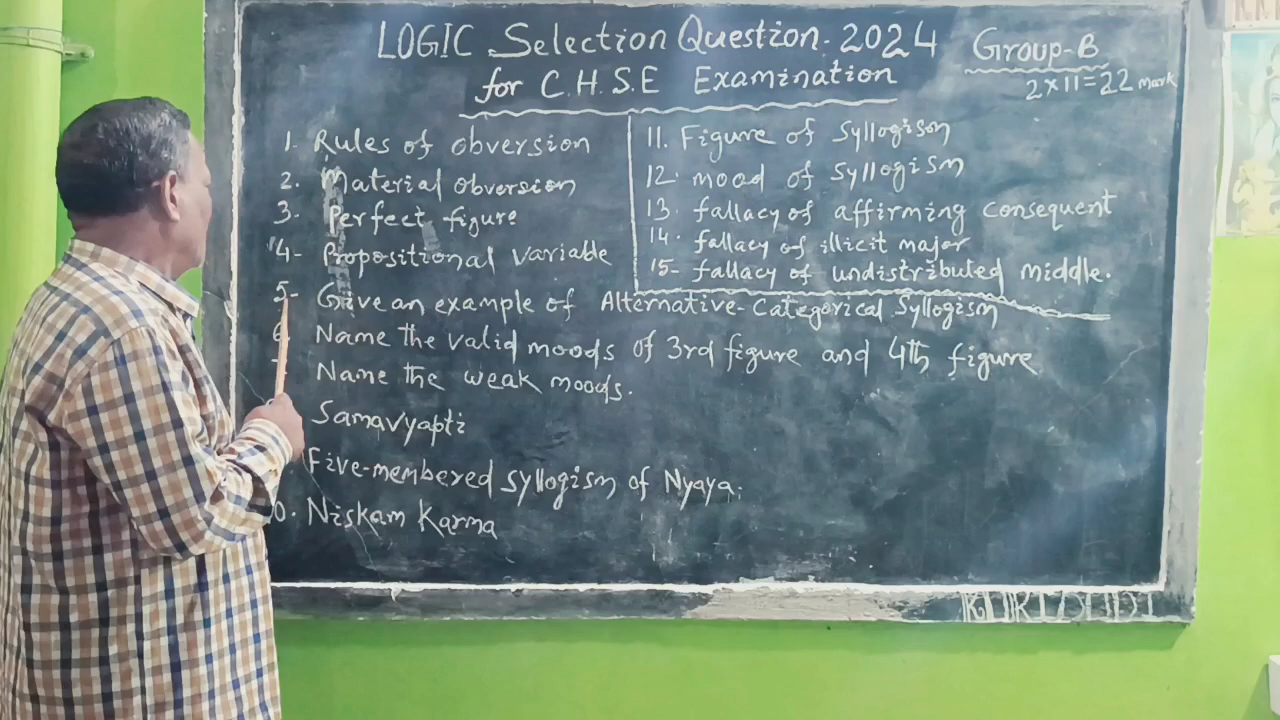 LOGIC Selection Question-2024
for C.H.S.E Examination
Group-B
2×11=22 mark
1. Rules of obversion
2. Material obversion
3. Perfect figure
4- Propositional variable
5- Give an example of Alternative-Categorical Syllogism
6 Name the valid moods of 3rd figure and 4th figure
Name the weak moods.
Samavyapti
Five-membered syllogism of Nyaya.
0. Niskam Karma
11. Figure of Syllogism
12. mood of Syllogism
13. fallacy of affirming consequent
14. fallacy of illicit major
15- fallacy of undistributed middle.